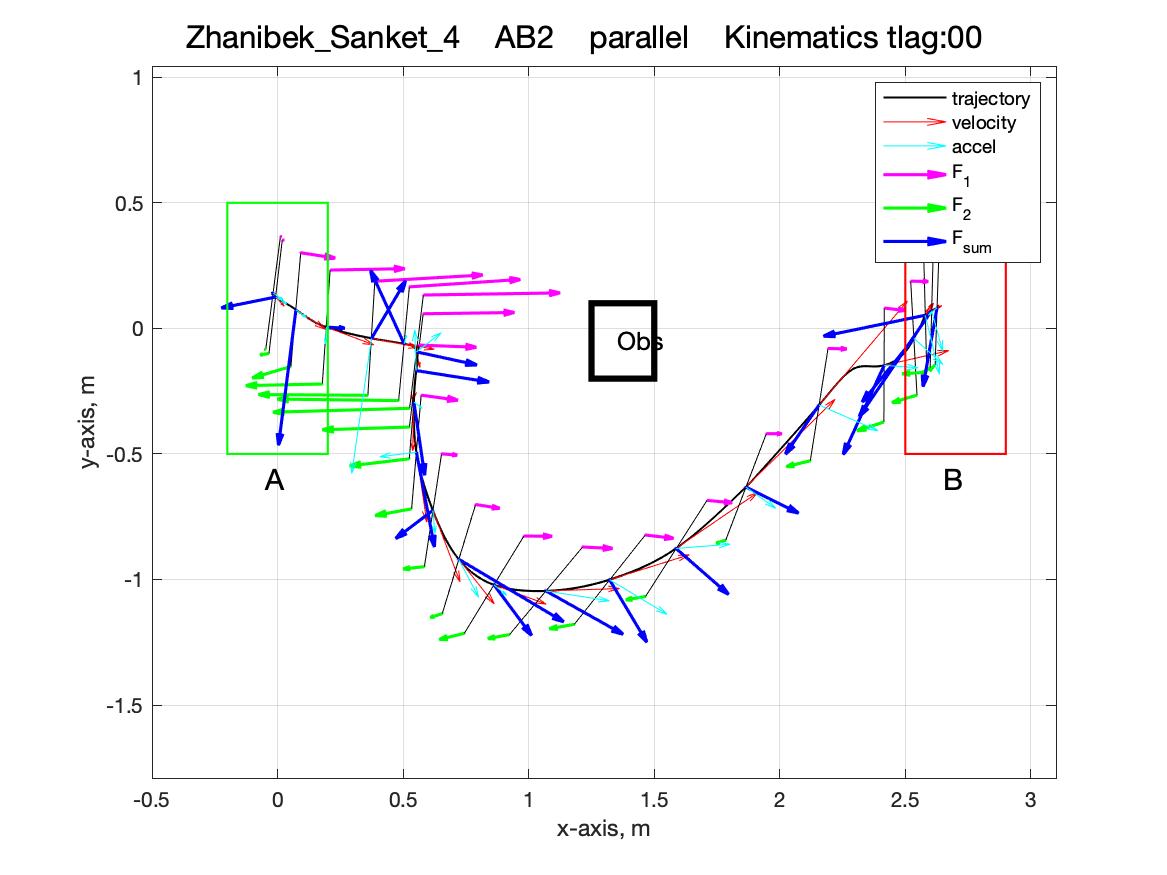 Zhanibek_Sanket_4 AB2 parallel Kinematics tlag:00
trajectory
velocity
accel
F1
F2
Fsum
1
0.5
0
-0.5
-1
-1.5
y-axis, m
A
Obs
B
-0.5 0 0.5 1 1.5 2 2.5 3
x-axis, m